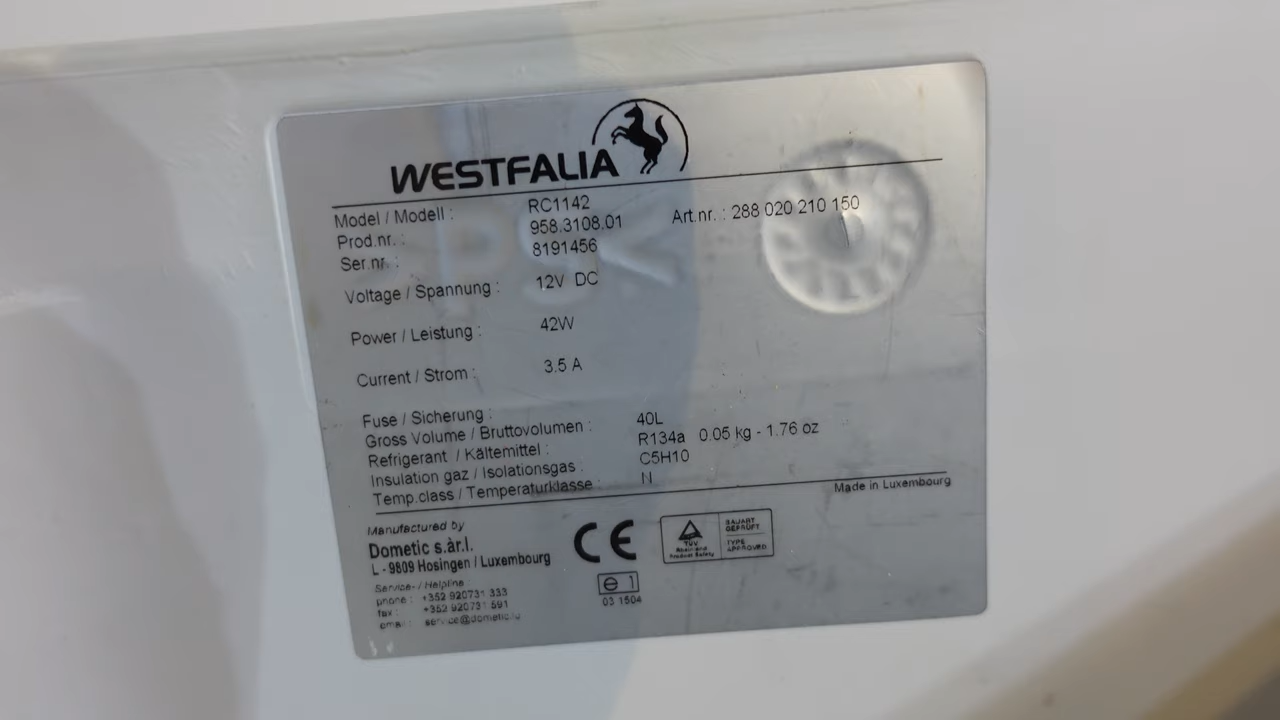 WESTFALIA
Model / Modell : RC1142
Prod.nr. : 958.3108.01 Art.nr. : 288 020 210 150
Ser.nr. : 8191456
Voltage / Spannung : 12V DC
Power / Leistung : 42W
Current / Strom : 3.5 A
Fuse / Sicherung :
Gross Volume / Bruttovolumen : 40L
Refrigerant / Kältemittel : R134a 0.05 kg - 1.76 oz
Insulation gaz / Isolationsgas : C5H10
Temp.class / Temperaturklasse : N
Made in Luxembourg
Manufactured by
Dometic s.àr.l.
L - 9809 Hosingen / Luxembourg
Service- / Helpline :
phone : +352 920731 333
fax : +352 920731 591
email : service@dometic.lu
CE
TÜV
Rheinland
Product Safety
BAUART
GEPRÜFT
TYPE
APPROVED
e 1
03 1504